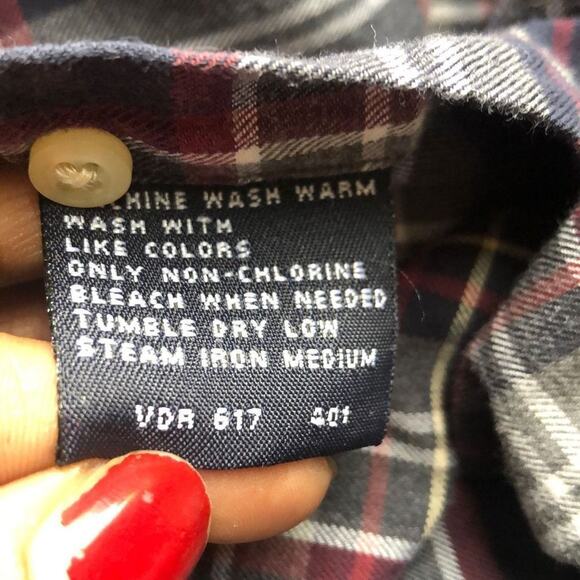 CHINE WASH WARM
WASH WITH
LIKE COLORS
ONLY NON-CHLORINE
BLEACH WHEN NEEDED
TUMBLE DRY LOW
STEAM IRON MEDIUM
VDR 617 401